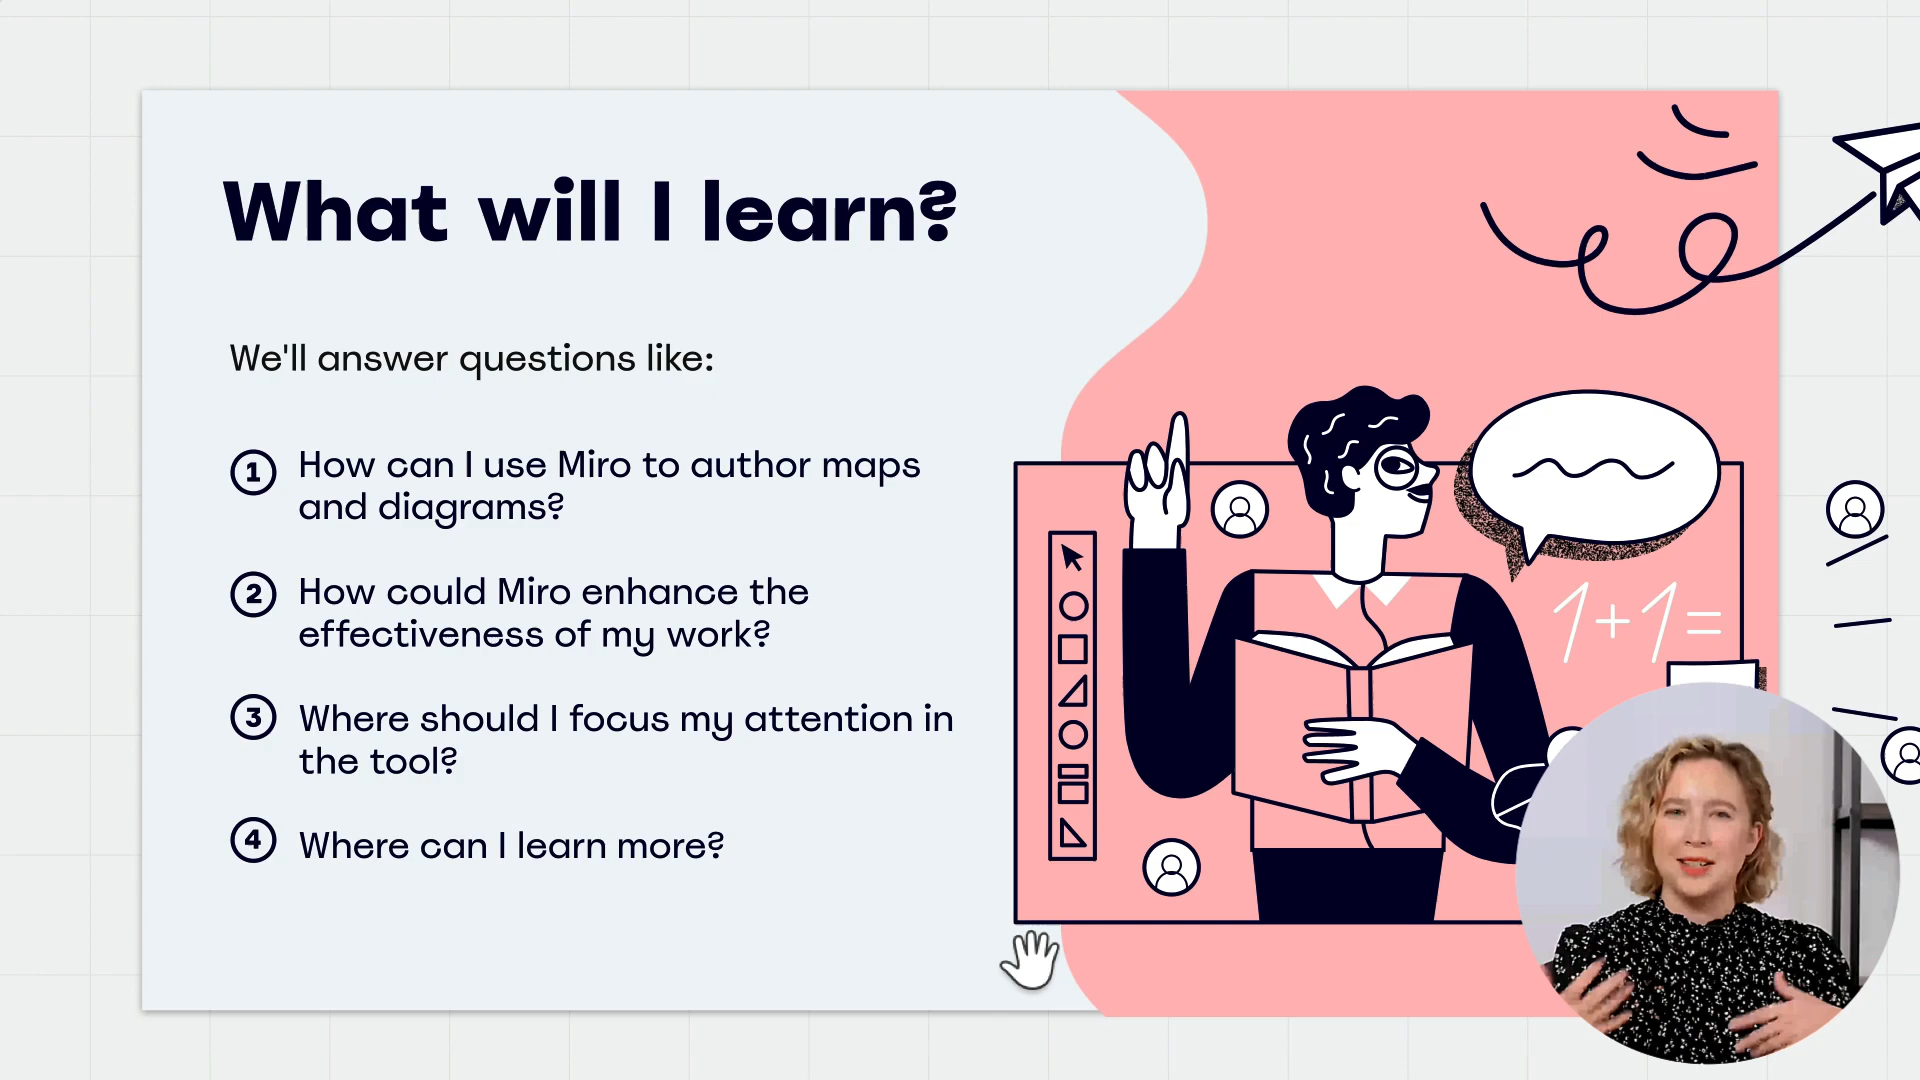 What will I learn?
We'll answer questions like:
1 How can I use Miro to author maps
and diagrams?
2 How could Miro enhance the
effectiveness of my work?
3 Where should I focus my attention in
the tool?
4 Where can I learn more?
1+1=